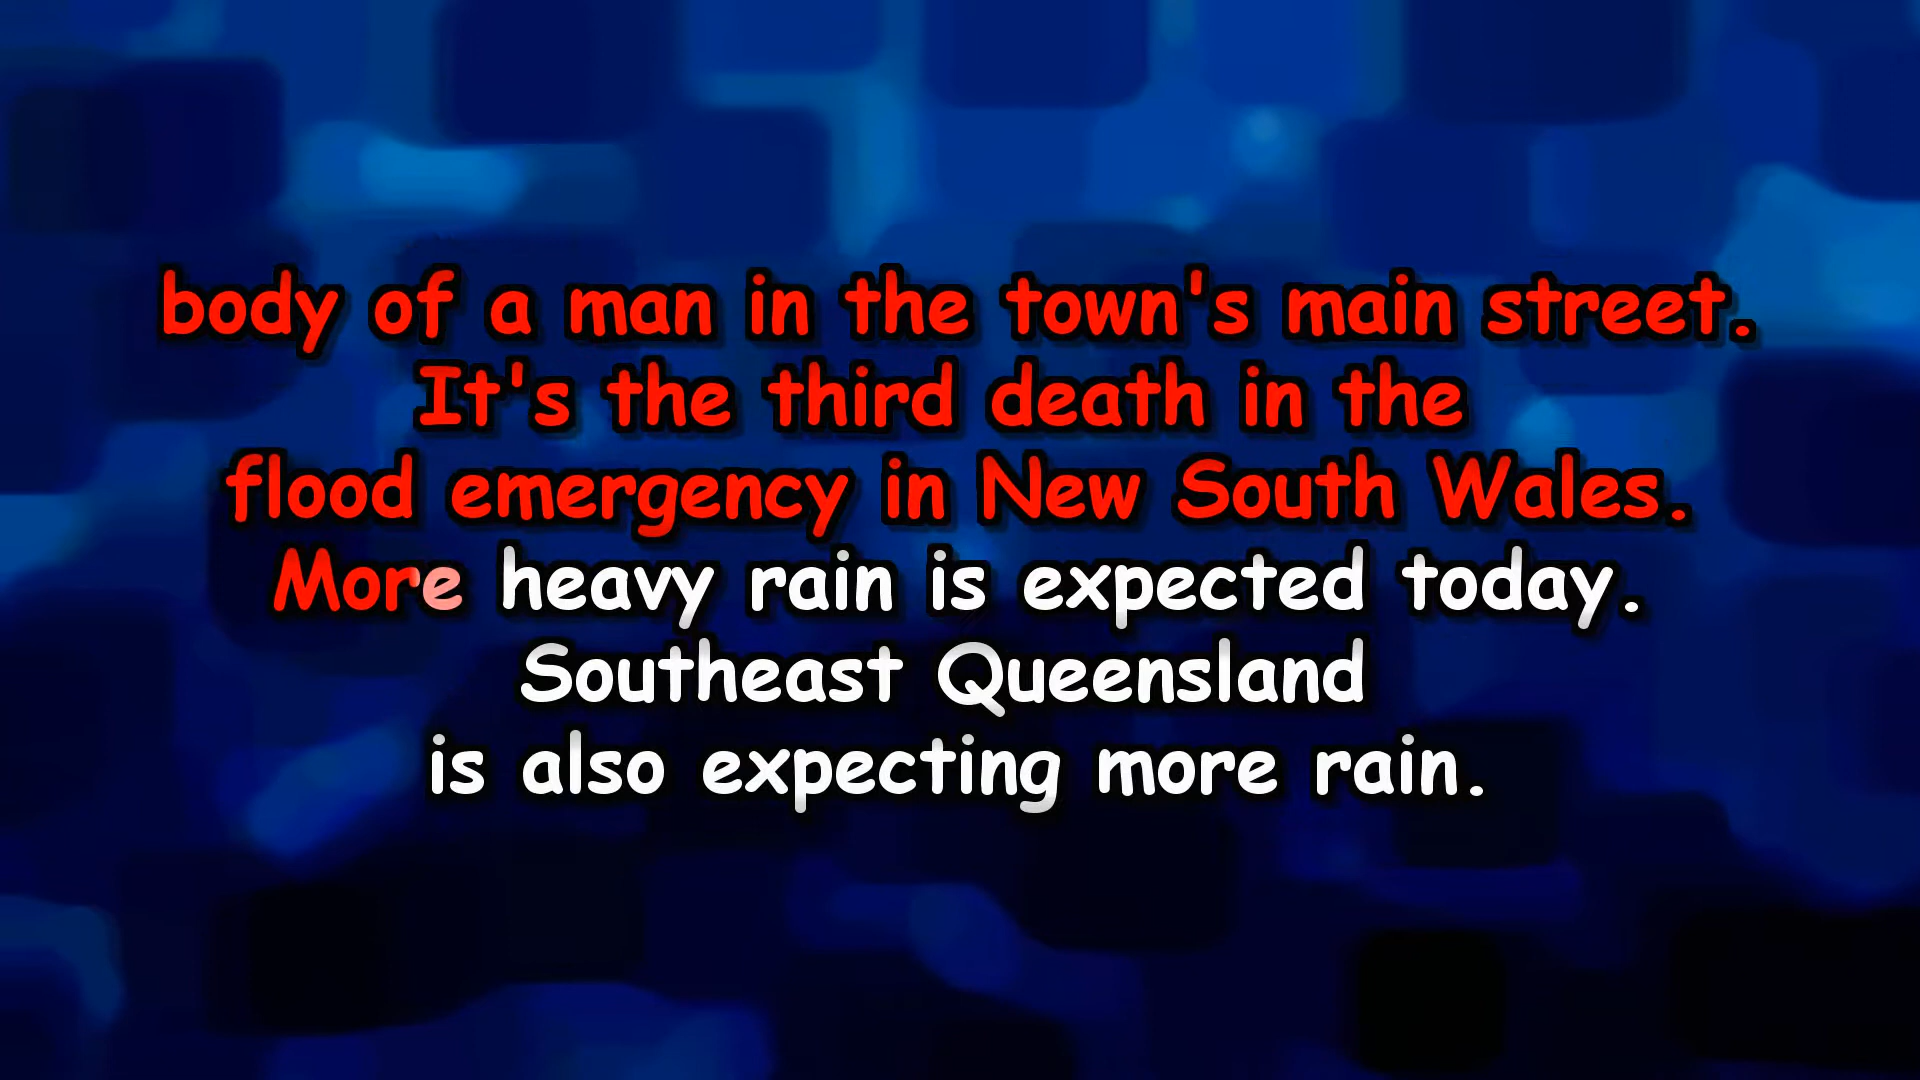 body of a man in the town's main street.
It's the third death in the
flood emergency in New South Wales.
More heavy rain is expected today.
Southeast Queensland
is also expecting more rain.